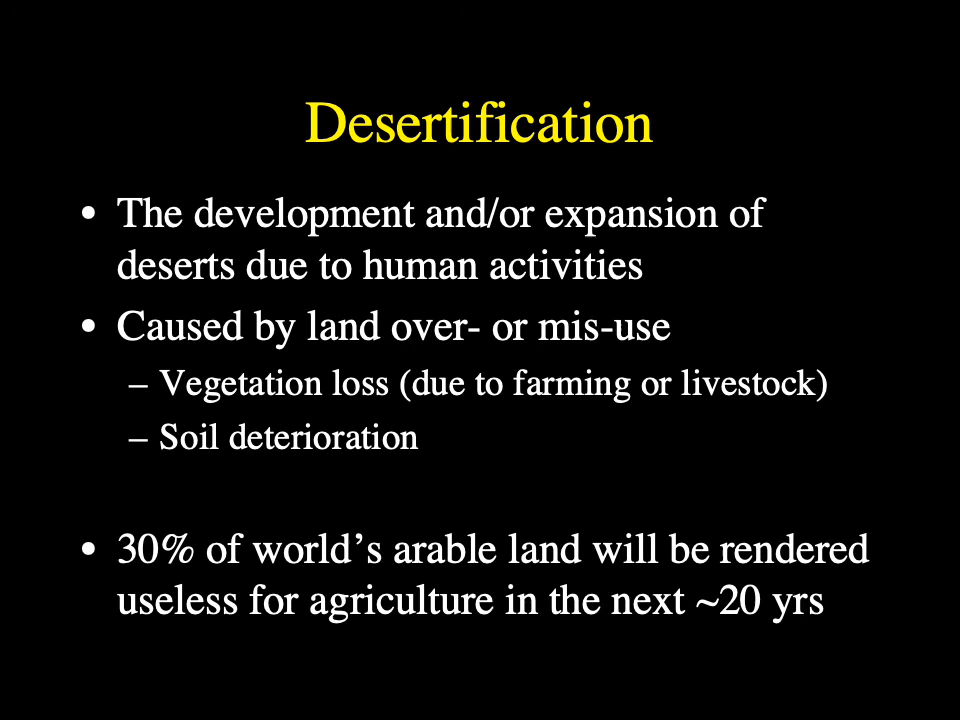 Desertification
• The development and/or expansion of
deserts due to human activities
• Caused by land over- or mis-use
– Vegetation loss (due to farming or livestock)
– Soil deterioration
• 30% of world’s arable land will be rendered
useless for agriculture in the next ~20 yrs